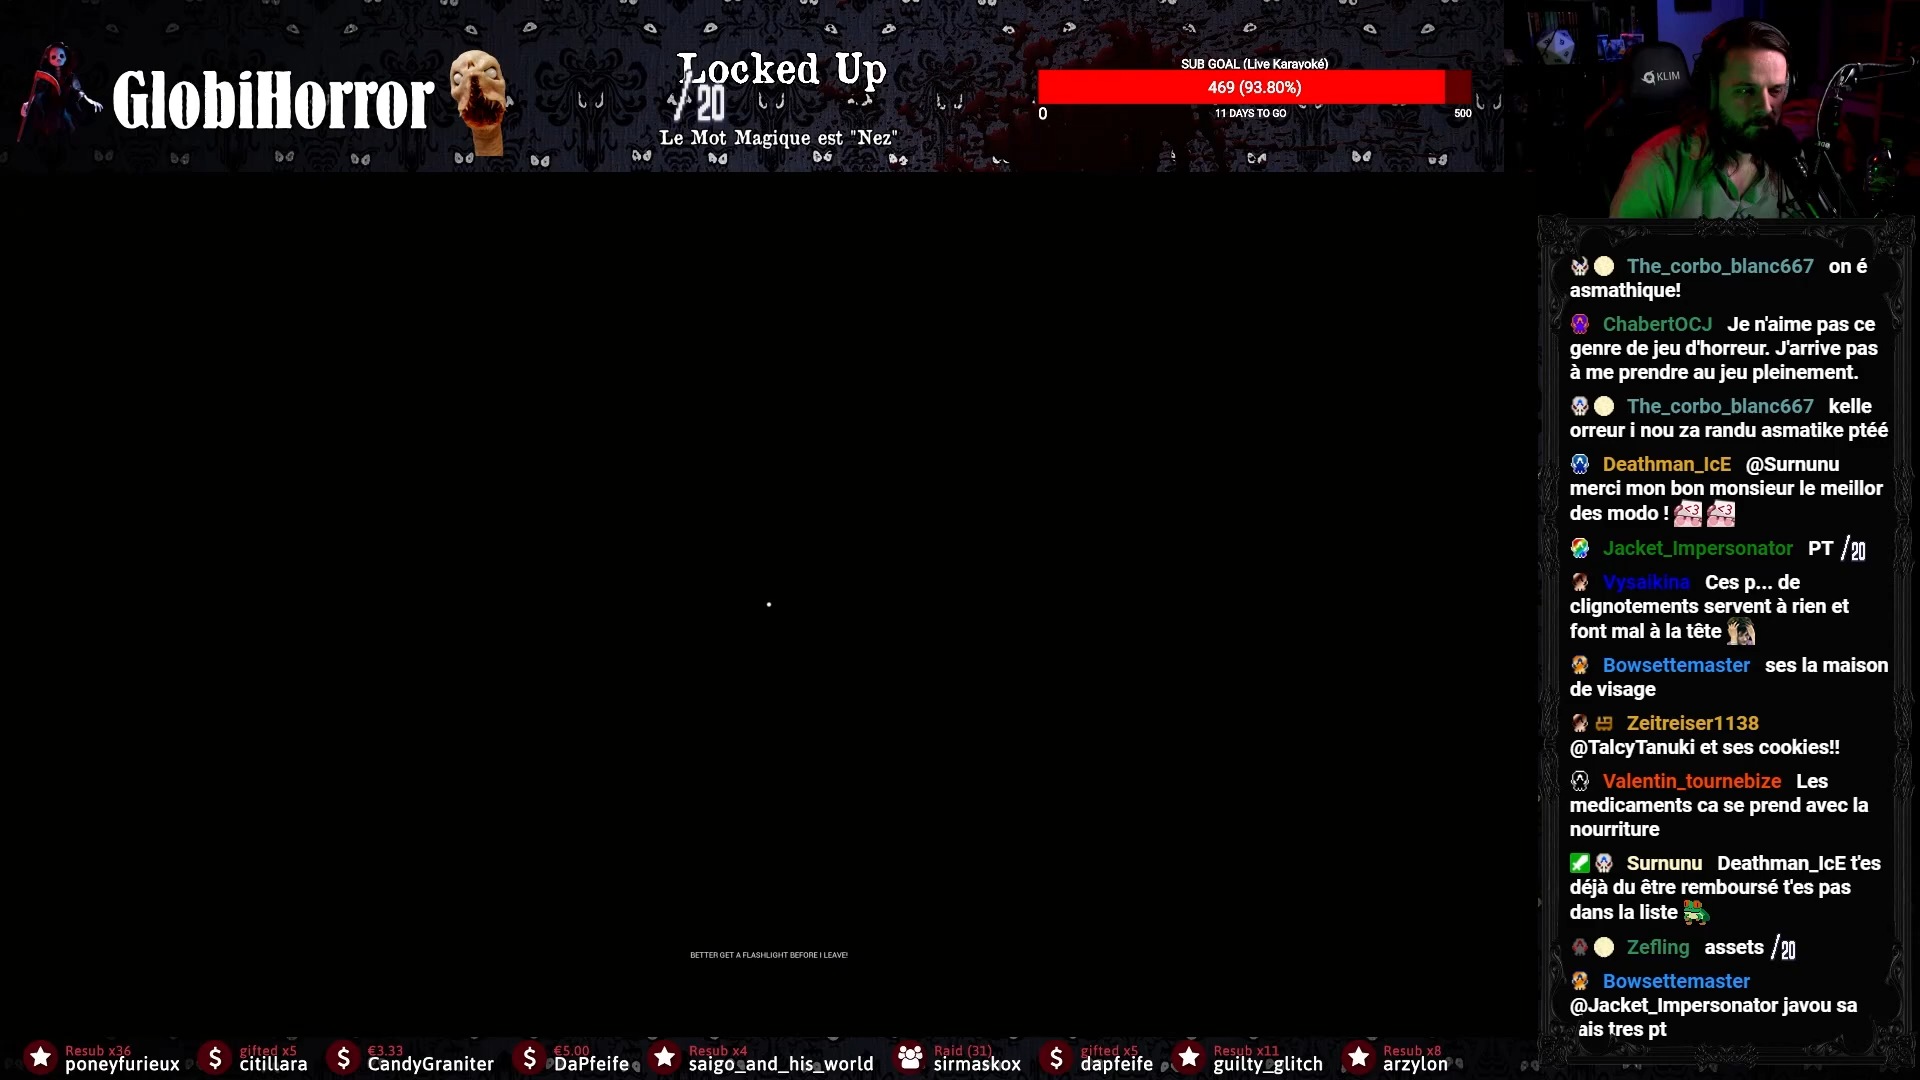 GlobiHorror
Locked Up
/20
Le Mot Magique est "Nez"
SUB GOAL (Live Karayoké)
469 (93.80%)
0
11 DAYS TO GO
500
KLIM
The_corbo_blanc667 on é
asmathique!
ChabertOCJ Je n'aime pas ce
genre de jeu d'horreur. J'arrive pas
à me prendre au jeu pleinement.
The_corbo_blanc667 kelle
orreur i nou za randu asmatike ptéé
Deathman_IcE @Surnunu
merci mon bon monsieur le meillor
des modo ! <3 <3
Jacket_Impersonator PT /20
Vysalkina Ces p... de
clignotements servent à rien et
font mal à la tête
Bowsettemaster ses la maison
de visage
Zeitreiser1138
@TalcyTanuki et ses cookies!!
Valentin_tournebize Les
medicaments ca se prend avec la
nourriture
Surnunu Deathman_IcE t'es
déjà du être remboursé t'es pas
dans la liste
Zefling assets /20
Bowsettemaster
@Jacket_Impersonator javou sa
ais tres pt
BETTER GET A FLASHLIGHT BEFORE I LEAVE!
Resub x36
poneyfurieux
gifted x5
citillara
€3.33
CandyGraniter
€5.00
DaPfeife
Resub x4
saigo_and_his_world
Raid (31)
sirmaskox
gifted x5
dapfeife
Resub x11
guilty_glitch
Resub x8
arzylon